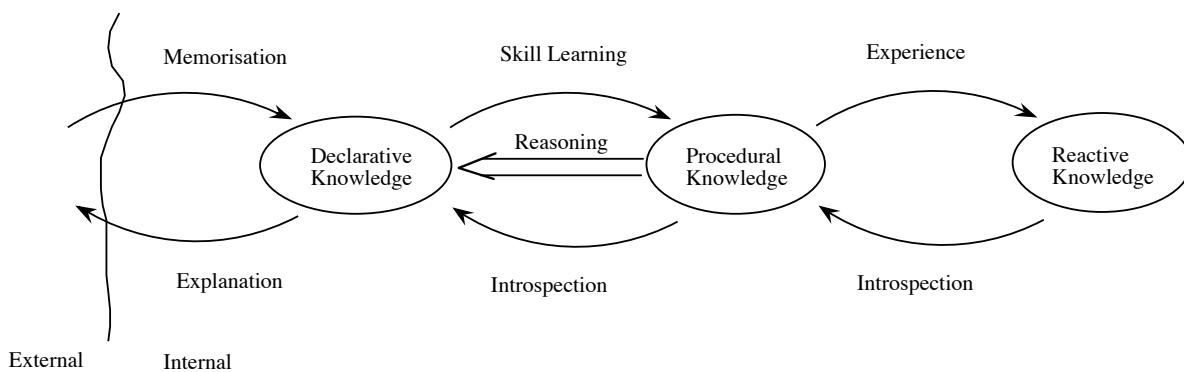 Memorisation
Skill Learning
Experience
Reasoning
Declarative
Knowledge
Procedural
Knowledge
Reactive
Knowledge
Explanation
Introspection
Introspection
External
Internal